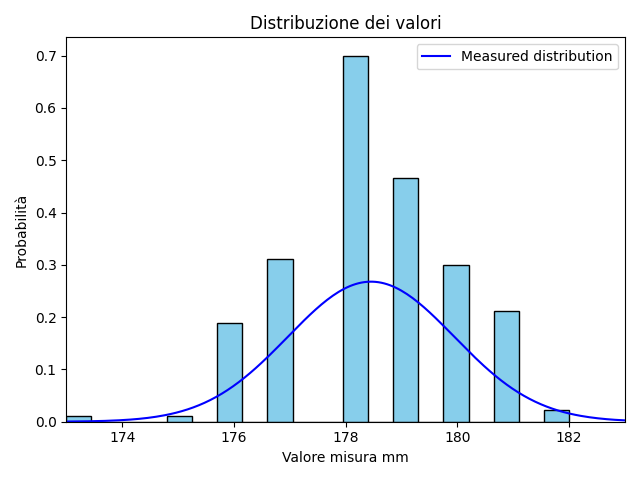 Distribuzione dei valori
Measured distribution
0.7
0.6
0.5
0.4
0.3
0.2
0.1
0.0
Probabilità
174 176 178 180 182
Valore misura mm